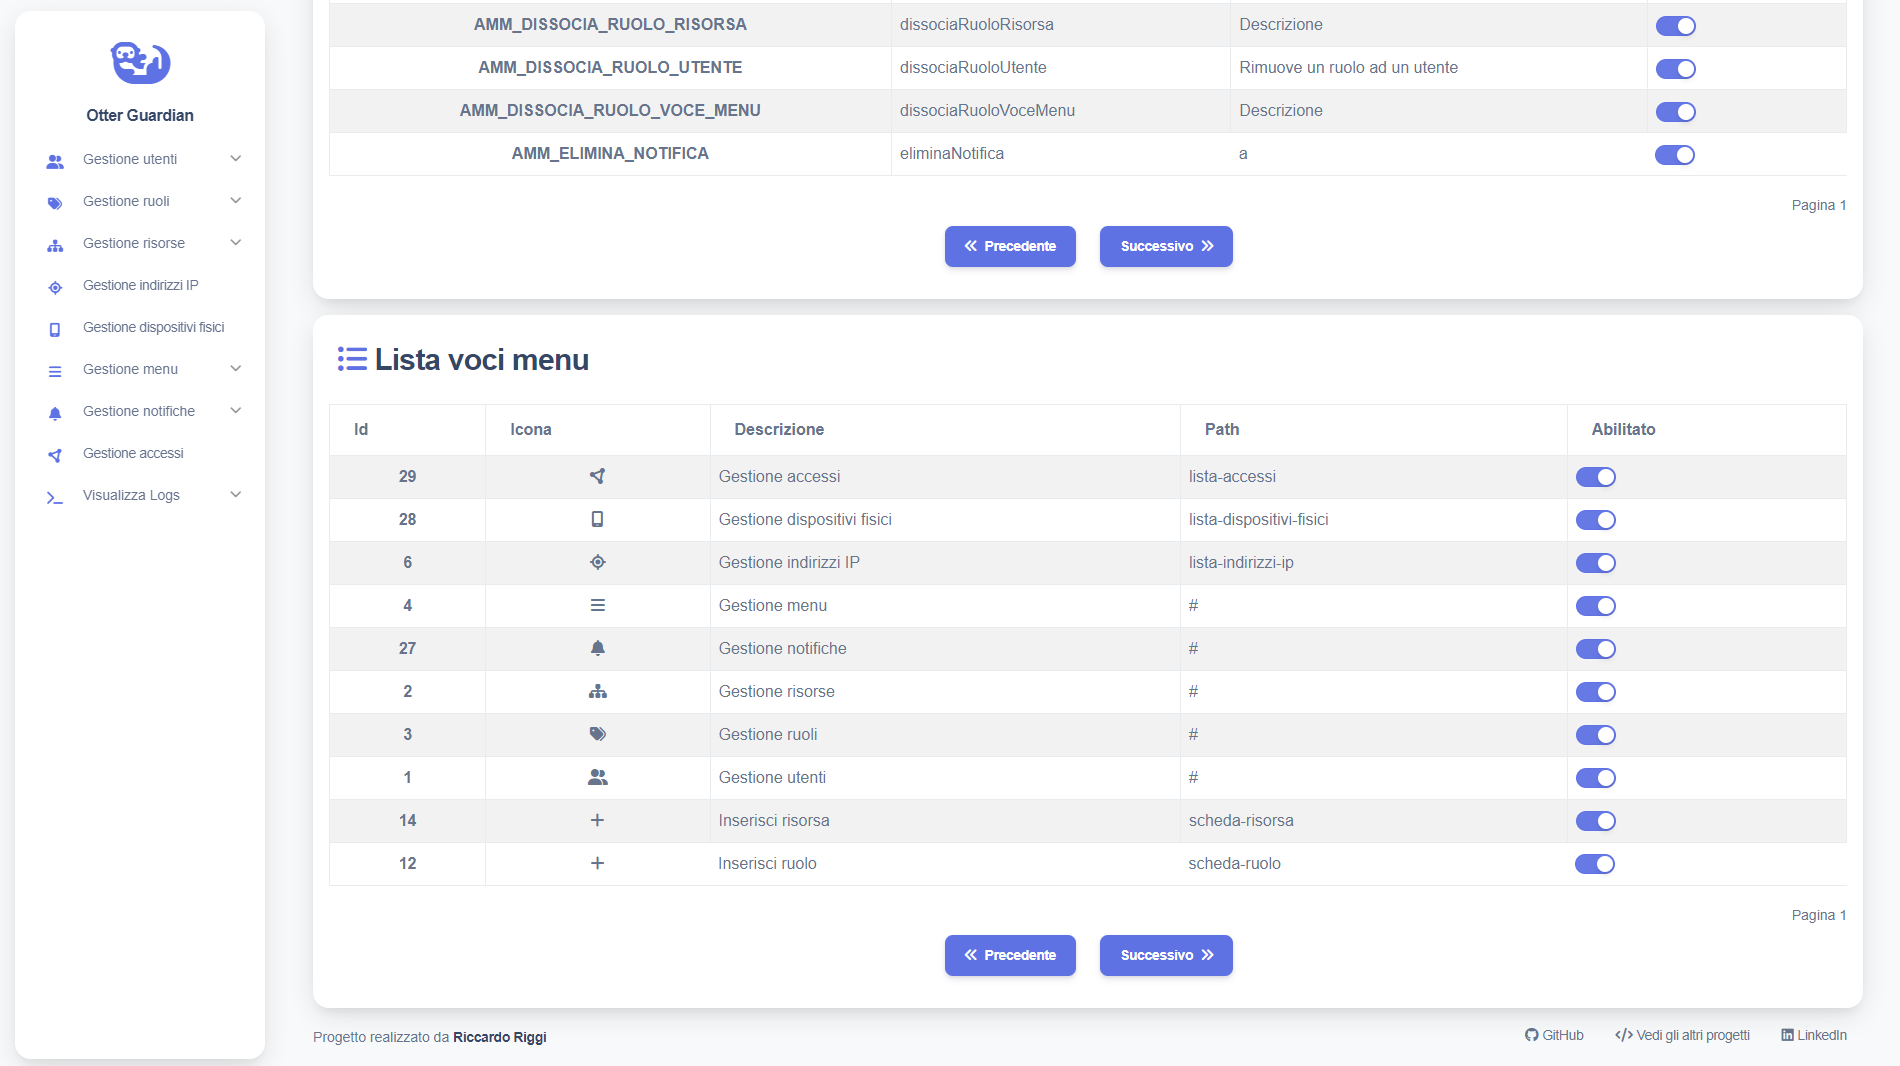 Otter Guardian
Gestione utenti
Gestione ruoli
Gestione risorse
Gestione indirizzi IP
Gestione dispositivi fisici
Gestione menu
Gestione notifiche
Gestione accessi
Visualizza Logs
AMM_DISSOCIA_RUOLO_RISORSA dissociaRuoloRisorsa Descrizione
AMM_DISSOCIA_RUOLO_UTENTE dissociaRuoloUtente Rimuove un ruolo ad un utente
AMM_DISSOCIA_RUOLO_VOCE_MENU dissociaRuoloVoceMenu Descrizione
AMM_ELIMINA_NOTIFICA eliminaNotifica a
Pagina 1
Precedente Successivo
Lista voci menu
Id Icona Descrizione Path Abilitato
29 Gestione accessi lista-accessi
28 Gestione dispositivi fisici lista-dispositivi-fisici
6 Gestione indirizzi IP lista-indirizzi-ip
4 Gestione menu #
27 Gestione notifiche #
2 Gestione risorse #
3 Gestione ruoli #
1 Gestione utenti #
14 Inserisci risorsa scheda-risorsa
12 Inserisci ruolo scheda-ruolo
Pagina 1
Precedente Successivo
Progetto realizzato da Riccardo Riggi GitHub Vedi gli altri progetti LinkedIn